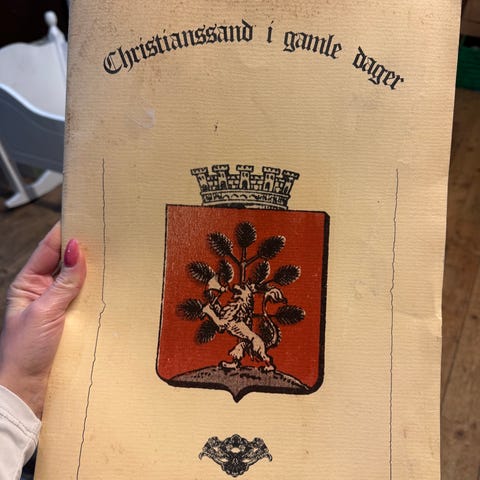 Christianssand i gamle dager